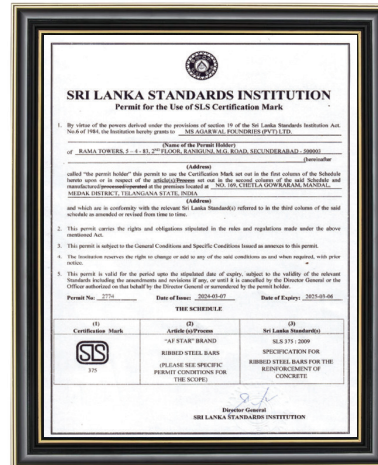 SRI LANKA STANDARDS INSTITUTION
Permit for the Use of SLS Certification Mark
1. By virtue of the powers derived under the provisions of section 19 of the Sri Lanka Standards Institution Act.
No.6 of 1984, the Institution hereby grants to MS AGARWAL FOUNDRIES (PVT) LTD.
(Name of the Permit Holder)
of RAMA TOWERS, 5 – 4 - 83, 2ND FLOOR, RANIGUNJ, M.G. ROAD, SECUNDERABAD - 500003
(hereinafter
(Address)
called "the permit holder" this permit to use the Certification Mark set out in the first column of the Schedule
hereto upon or in respect of the article(s)/Process set out in the second column of the said Schedule and
manufactured/processed/operated at the premises located at NO. 169, CHETLA GOWRARAM, MANDAL,
MEDAK DISTRICT, TELANGANA STATE, INDIA
(Address)
and which are in conformity with the relevant Sri Lanka Standard(s) referred to in the third column of the said
schedule as amended or revised from time to time.
2. This permit carries the rights and obligations stipulated in the rules and regulations made under the above
mentioned Act.
3. This permit is subject to the General Conditions and Specific Conditions Issued as annexes to this permit.
4. The Institution reserves the right to change or add to any of the said conditions as and when required, with prior
notice.
5. This permit is valid for the period upto the stipulated date of expiry, subject to the validity of the relevant
Standards including the amendments and revisions if any, or until it is cancelled by the Director General or the
Officer authorized on that behalf by the Director General or surrendered by the permit holder.
Permit No: 2774 Date of Issue: 2024-03-07 Date of Expiry: 2025-03-06
THE SCHEDULE
(1) (2) (3)
Certification Mark Article (s)/Process Sri Lanka Standard(s)
SLS
375
"AF STAR" BRAND
RIBBED STEEL BARS
(PLEASE SEE SPECIFIC
PERMIT CONDITIONS FOR
THE SCOPE)
SLS 375 : 2009
SPECIFICATION FOR
RIBBED STEEL BARS FOR THE
REINFORCEMENT OF
CONCRETE
Director General
SRI LANKA STANDARDS INSTITUTION